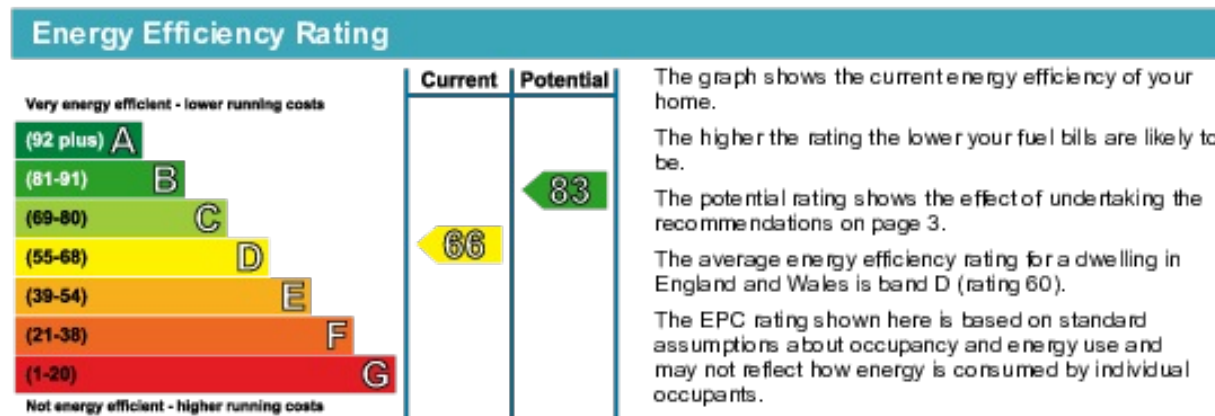 Energy Efficiency Rating
Current Potential
Very energy efficient - lower running costs
(92 plus) A
(81-91) B
(69-80) C
(55-68) D
(39-54) E
(21-38) F
(1-20) G
Not energy efficient - higher running costs
66
83
The graph shows the current energy efficiency of your
home.
The higher the rating the lower your fuel bills are likely to
be.
The potential rating shows the effect of undertaking the
recommendations on page 3.
The average energy efficiency rating for a dwelling in
England and Wales is band D (rating 60).
The EPC rating shown here is based on standard
assumptions about occupancy and energy use and
may not reflect how energy is consumed by individual
occupants.